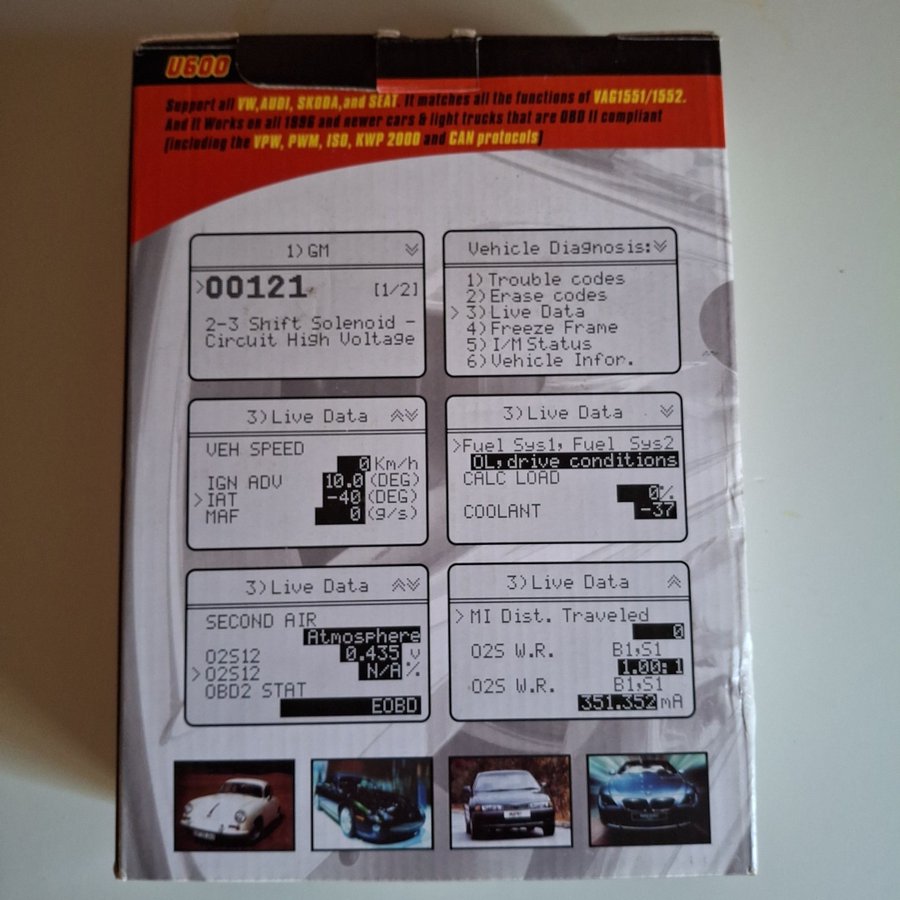 U600
Support all VW, AUDI, SKODA, and SEAT. It matches all the functions of VAG1551/1552.
And it Works on all 1996 and newer cars & light trucks that are OBD II compliant
(including the VPW, PWM, ISO, KWP 2000 and CAN protocols)
1) GM
>00121 [1/2]
2-3 Shift Solenoid -
Circuit High Voltage
Vehicle Diagnosis:
1) Trouble codes
2) Erase codes
> 3) Live Data
4) Freeze Frame
5) I/M Status
6) Vehicle Infor.
3) Live Data
VEH SPEED
0 Km/h
IGN ADV 10.0 (DEG)
> IAT -40 (DEG)
MAF 0 (g/s)
3) Live Data
>Fuel Sys1, Fuel Sys2
OL, drive conditions
CALC LOAD
0%
COOLANT -37
3) Live Data
SECOND AIR
Atmosphere
O2S12 0.435 V
>O2S12 N/A %
OBD2 STAT
EOBD
3) Live Data
> MI Dist. Traveled
0
O2S W.R. B1,S1
1.00: 1
O2S W.R. B1,S1
351.352 mA